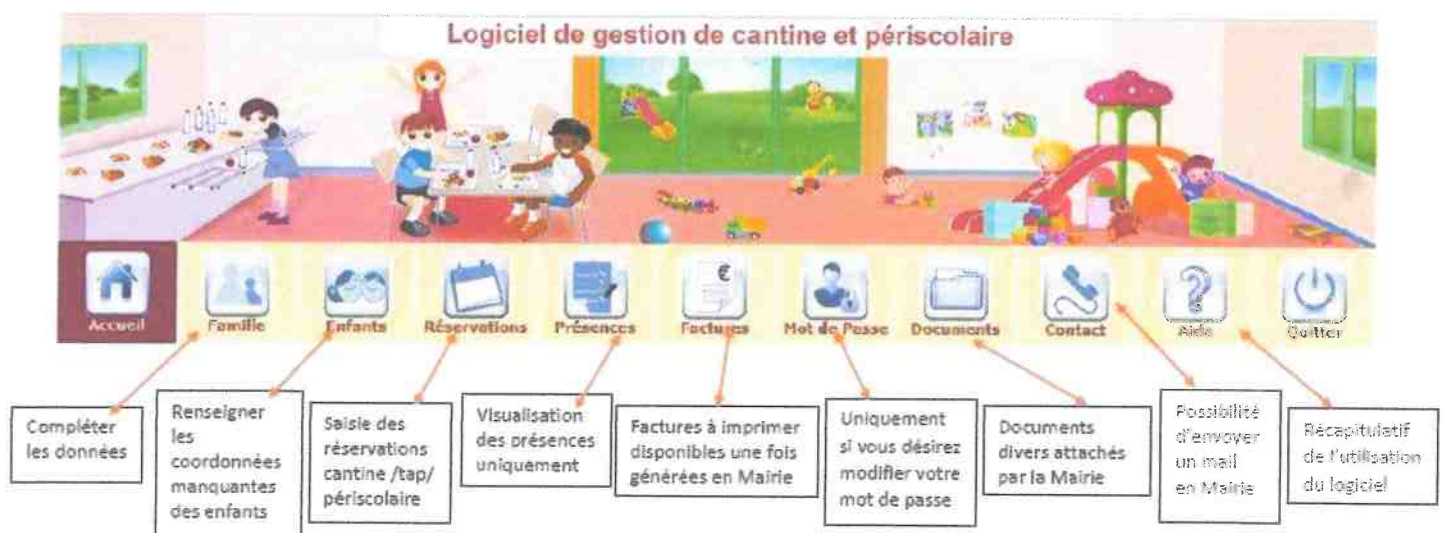 Logiciel de gestion de cantine et périscolaire
Accueil
Famille
Enfants
Réservations
Présences
Factures
Mot de Passe
Documents
Contact
Aide
Quitter
Compléter
les données
Renseigner
les
coordonnées
manquantes
des enfants
Saisie des
réservations
cantine /tap/
périscolaire
Visualisation
des présences
uniquement
Factures à imprimer
disponibles une fois
générées en Mairie
Uniquement
si vous désirez
modifier votre
mot de passe
Documents
divers attachés
par la Mairie
Possibilité
d'envoyer
un mail
en Mairie
Récapitulatif
de l'utilisation
du logiciel